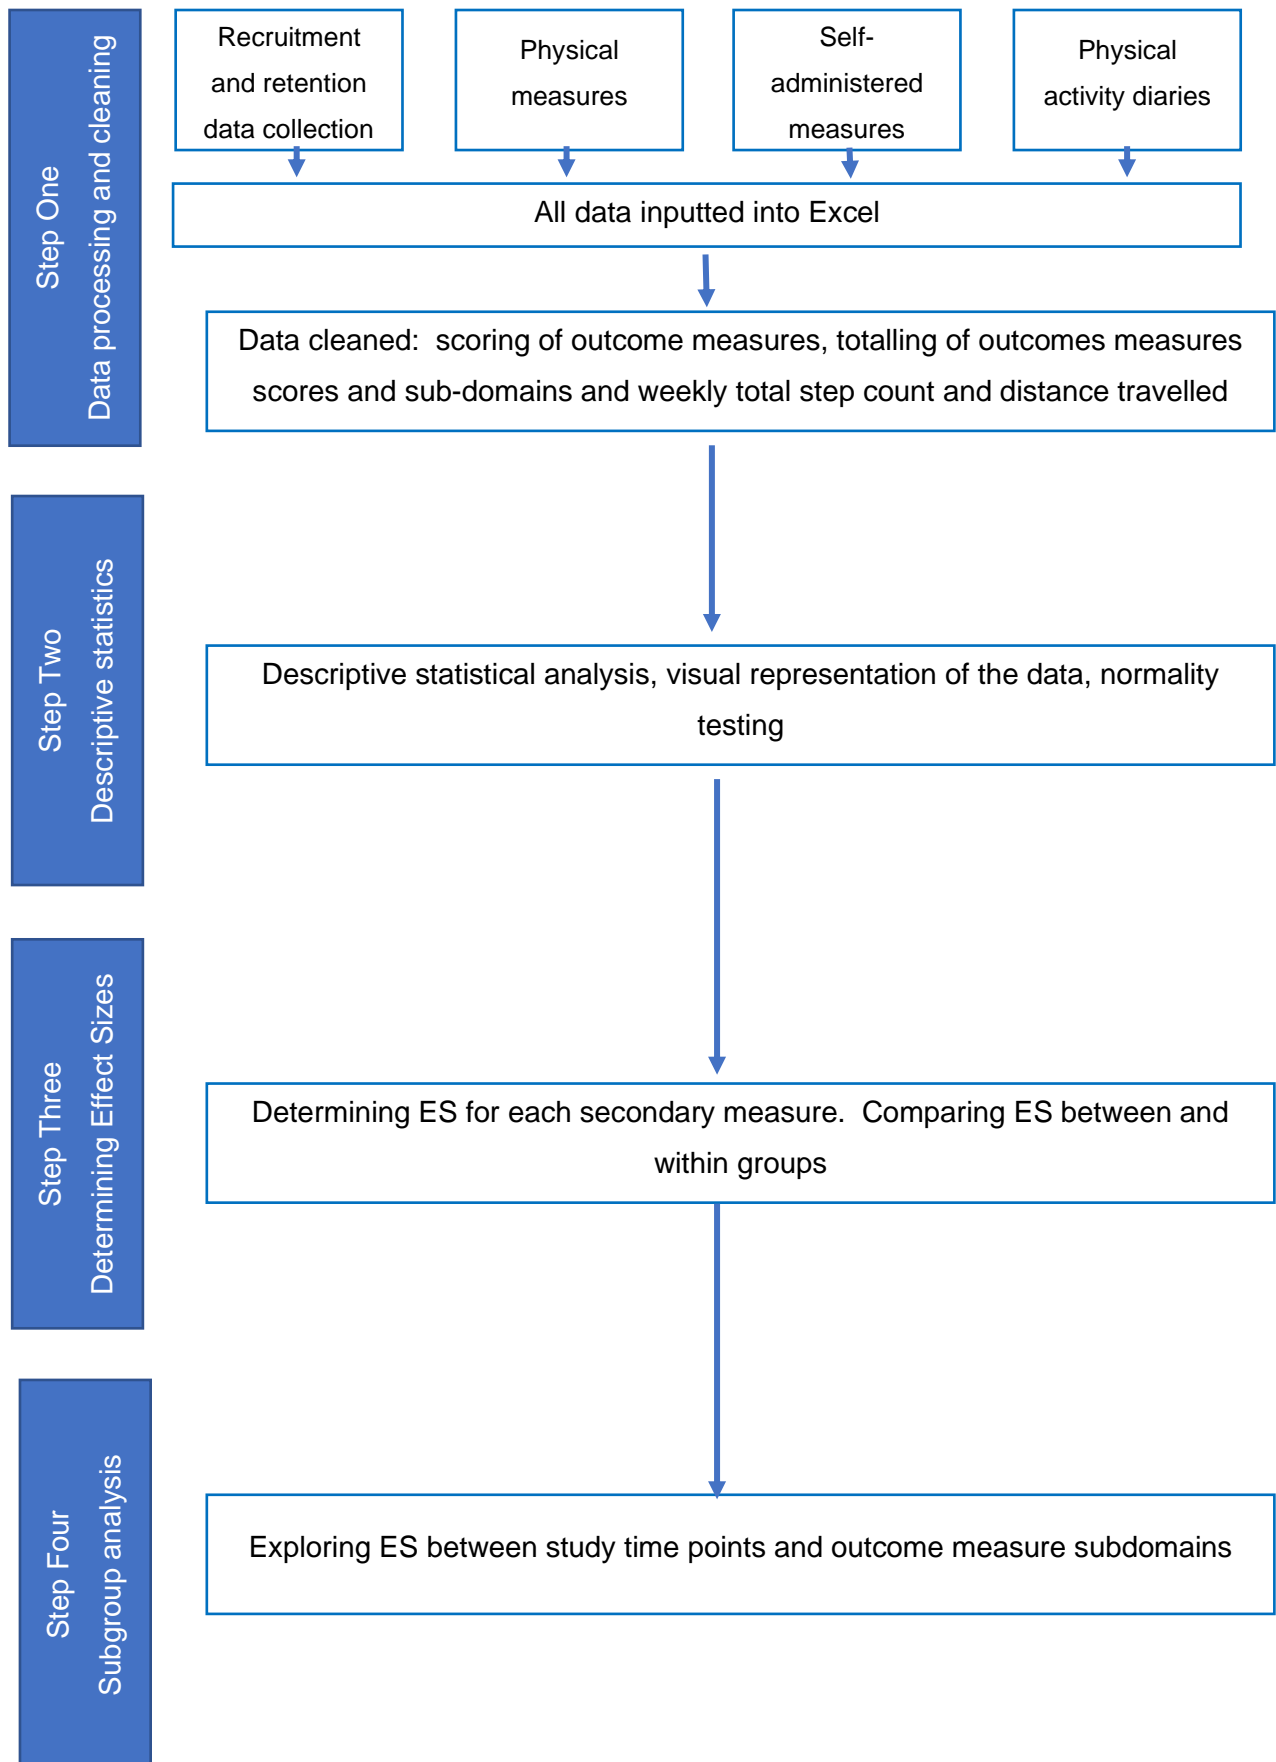 Step One
Data processing and cleaning
Recruitment
and retention
data collection
Physical
measures
Self-
administered
measures
Physical
activity diaries
All data inputted into Excel
Data cleaned:  scoring of outcome measures, totalling of outcomes measures
scores and sub-domains and weekly total step count and distance travelled
Step Two
Descriptive statistics
Descriptive statistical analysis, visual representation of the data, normality
testing
Step Three
Determining Effect Sizes
Determining ES for each secondary measure.  Comparing ES between and
within groups
Step Four
Subgroup analysis
Exploring ES between study time points and outcome measure subdomains